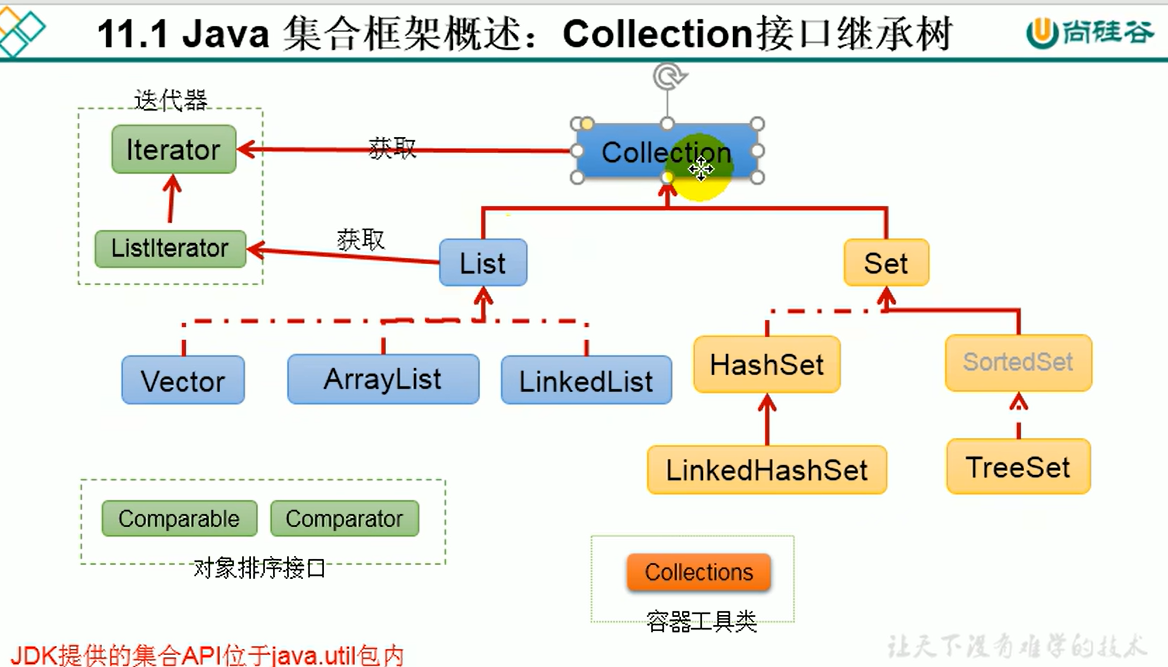 11.1 Java 集合框架概述：Collection接口继承树
尚硅谷
迭代器
Iterator
获取
Collection
ListIterator
获取
List
Set
Vector
ArrayList
LinkedList
HashSet
SortedSet
LinkedHashSet
TreeSet
Comparable
Comparator
对象排序接口
Collections
容器工具类
JDK提供的集合API位于java.util包内
让天下没有难学的技术